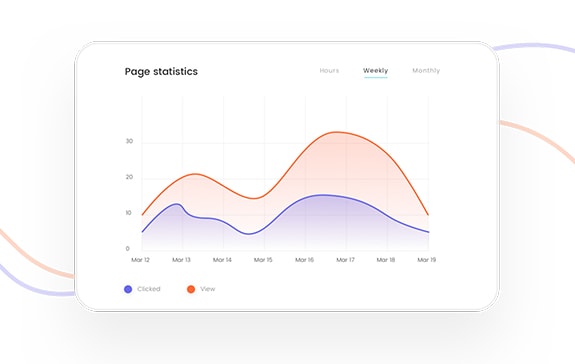 Page statistics
Hours Weekly Monthly
30
20
10
0
Mar 12 Mar 13 Mar 14 Mar 15 Mar 16 Mar 17 Mar 18 Mar 19
Clicked View